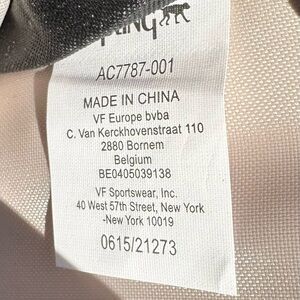 AC7787-001
MADE IN CHINA
VF Europe bvba
C. Van Kerckhovenstraat 110
2880 Bornem
Belgium
BE0405039138
VF Sportswear, Inc.
40 West 57th Street, New York
-New York 10019
0615/21273